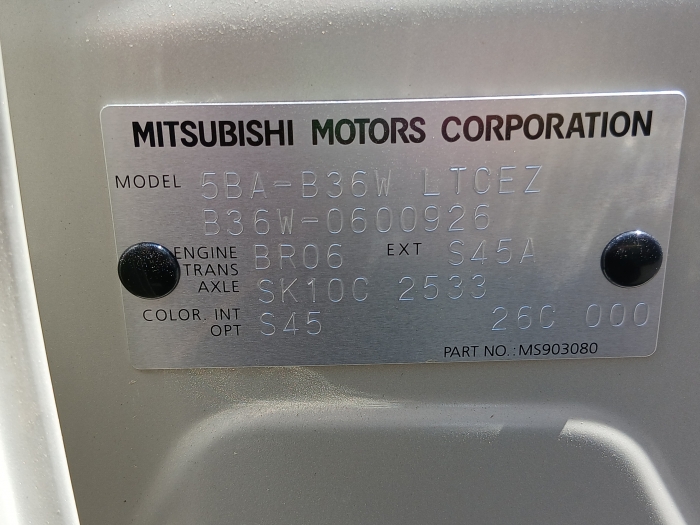 MITSUBISHI MOTORS CORPORATION
MODEL 5BA-B36W LTCEZ
B36W-0600926
ENGINE BR06 EXT S45A
TRANS
AXLE SK10C 2533
COLOR. INT
OPT S45 26C 000
PART NO.: MS903080